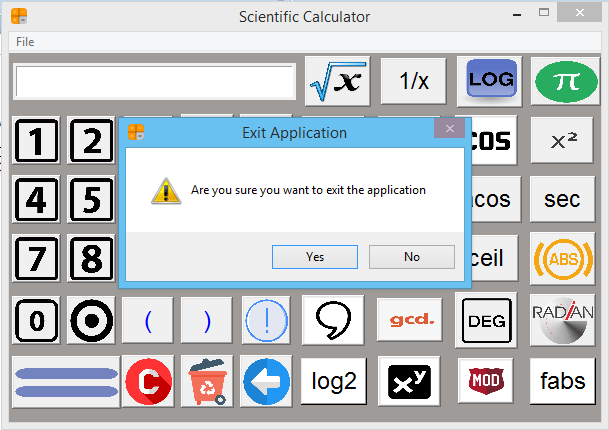 Scientific Calculator
File
√x 1/x LOG π
1 2
Exit Application
COS x²
Are you sure you want to exit the application
4 5 cos sec
Yes No
7 8 ceil ABS
0 ( ) ! , gcd. DEG RADIAN
C log2 xy MOD fabs